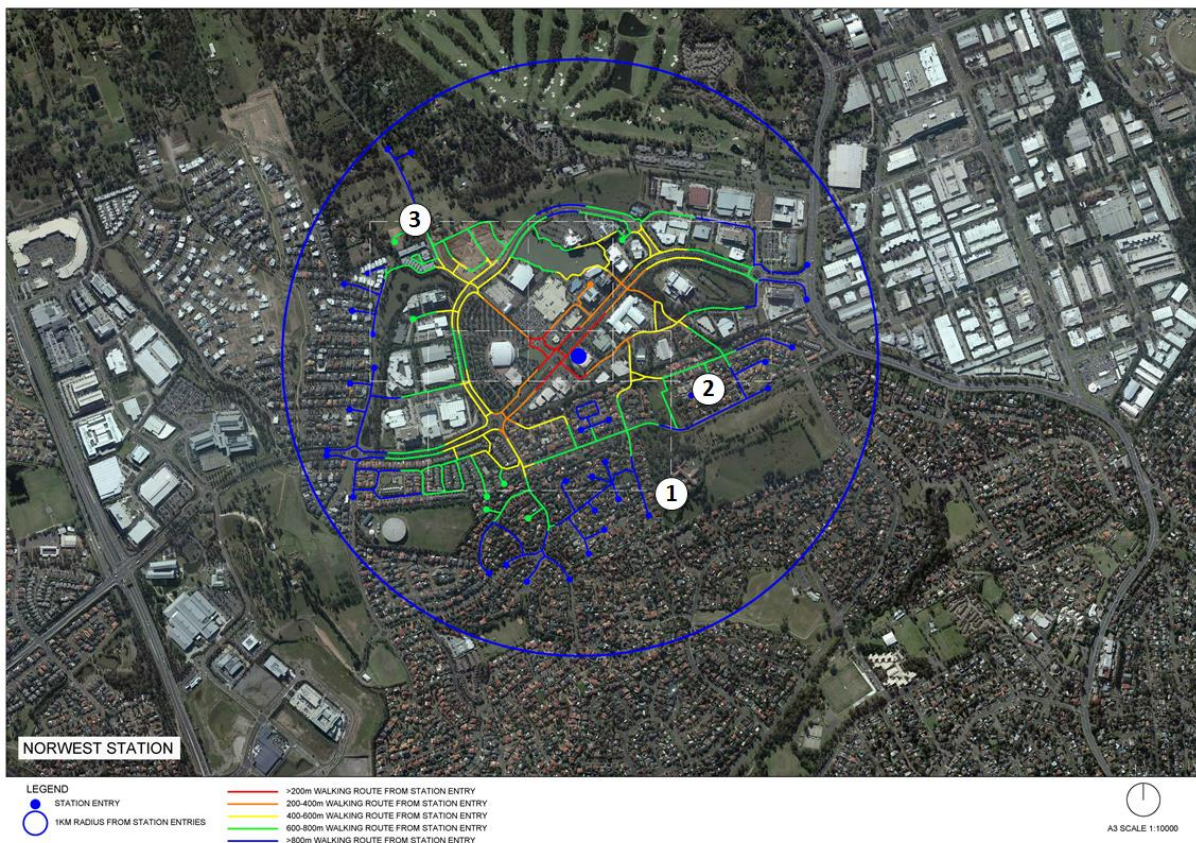 3
2
1
NORWEST STATION
LEGEND
STATION ENTRY
1KM RADIUS FROM STATION ENTRIES
>200m WALKING ROUTE FROM STATION ENTRY
200-400m WALKING ROUTE FROM STATION ENTRY
400-600m WALKING ROUTE FROM STATION ENTRY
600-800m WALKING ROUTE FROM STATION ENTRY
>800m WALKING ROUTE FROM STATION ENTRY
A3 SCALE 1:10000